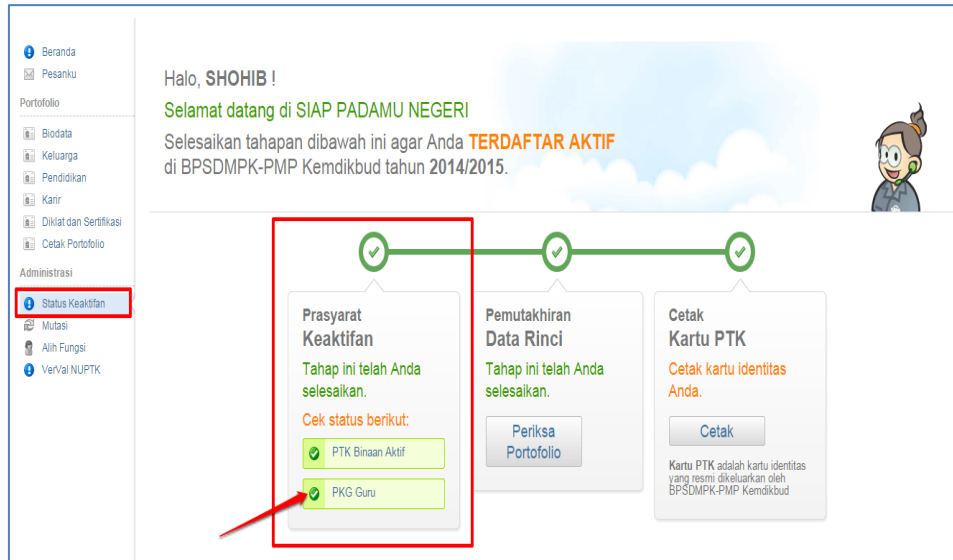 Beranda
Pesanku
Portofolio
Biodata
Keluarga
Pendidikan
Karir
Diklat dan Sertifikasi
Cetak Portofolio
Administrasi
Status Keaktifan
Mutasi
Alih Fungsi
VerVal NUPTK
Halo, SHOHIB !
Selamat datang di SIAP PADAMU NEGERI
Selesaikan tahapan dibawah ini agar Anda TERDAFTAR AKTIF
di BPSDMPK-PMP Kemdikbud tahun 2014/2015.
Prasyarat
Keaktifan
Tahap ini telah Anda
selesaikan.
Cek status berikut:
PTK Binaan Aktif
PKG Guru
Pemutakhiran
Data Rinci
Tahap ini telah Anda
selesaikan.
Periksa
Portofolio
Cetak
Kartu PTK
Cetak kartu identitas
Anda.
Cetak
Kartu PTK adalah kartu identitas
yang resmi dikeluarkan oleh
BPSDMPK-PMP Kemdikbud